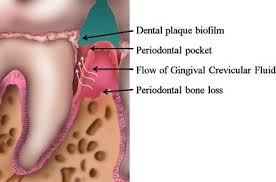 Dental plaque biofilm
Periodontal pocket
Flow of Gingival Crevicular Fluid
Periodontal bone loss